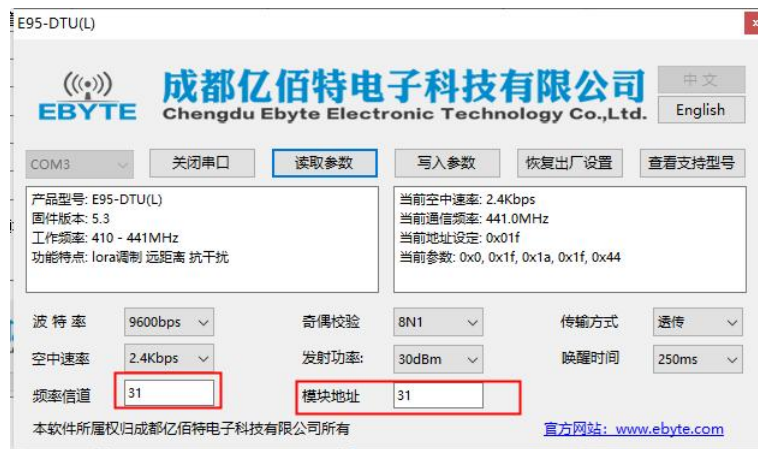 E95-DTU(L)
((•))
EBYTE
成都亿佰特电子科技有限公司
Chengdu Ebyte Electronic Technology Co.,Ltd.
中 文
English
COM3
关闭串口
读取参数
写入参数
恢复出厂设置
查看支持型号
产品型号: E95-DTU(L)
固件版本: 5.3
工作频率: 410 - 441MHz
功能特点: lora调制 远距离 抗干扰
当前空中速率: 2.4Kbps
当前通信频率: 441.0MHz
当前地址设定: 0x01f
当前参数: 0x0, 0x1f, 0x1a, 0x1f, 0x44
波 特 率 9600bps 奇偶校验 8N1 传输方式 透传
空中速率 2.4Kbps 发射功率: 30dBm 唤醒时间 250ms
频率信道 31 模块地址 31
本软件所属权归成都亿佰特电子科技有限公司所有 官方网站：www.ebyte.com